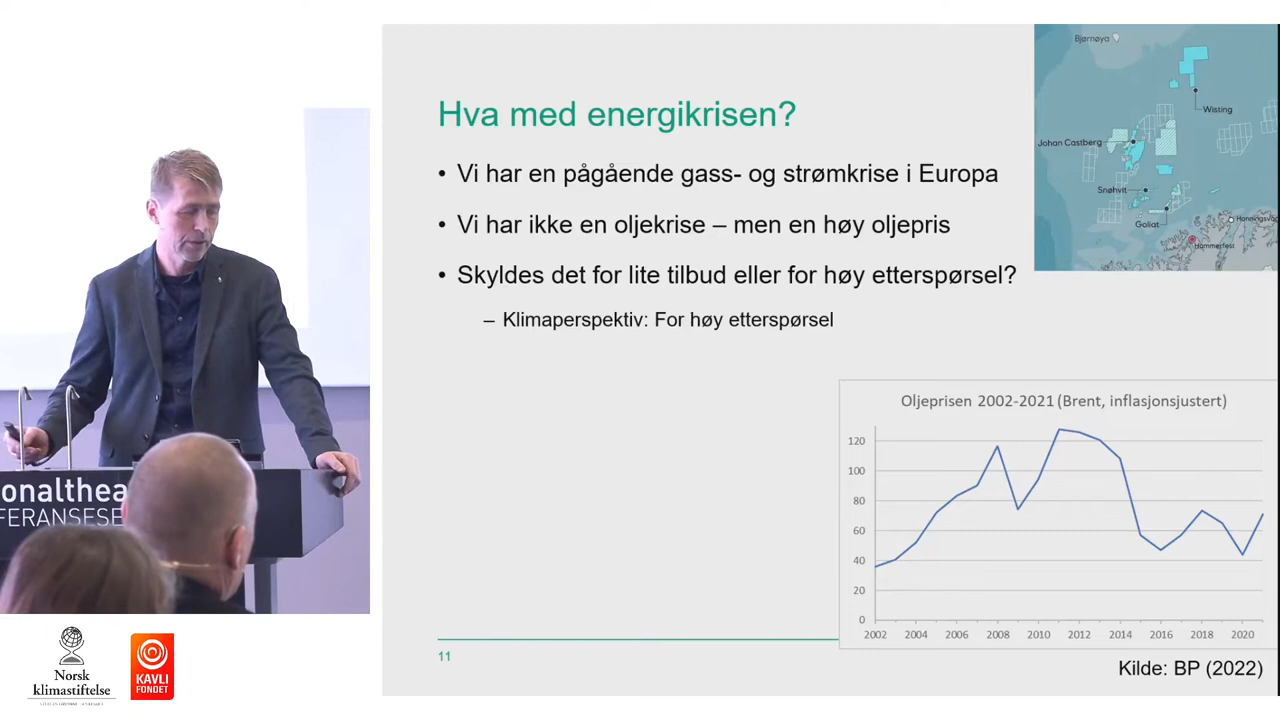 Hva med energikrisen?
• Vi har en pågående gass- og strømkrise i Europa
• Vi har ikke en oljekrise – men en høy oljepris
• Skyldes det for lite tilbud eller for høy etterspørsel?
– Klimaperspektiv: For høy etterspørsel
Bjørnøya
Wisting
Johan Castberg
Snøhvit
Goliat
Hammerfest
Oljeprisen 2002-2021 (Brent, inflasjonsjustert)
120
100
80
60
40
20
0
2002 2004 2006 2008 2010 2012 2014 2016 2018 2020
11
Kilde: BP (2022)
onalthea
FERANSESE
Norsk
klimastiftelse
KAVLI
FONDET